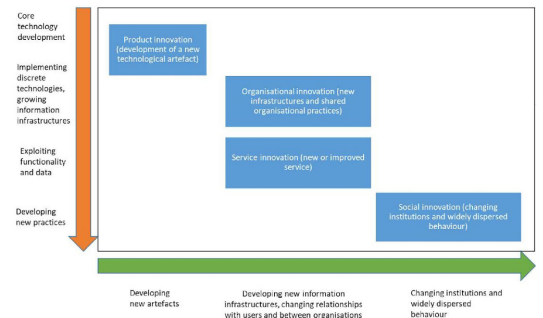 Core
technology
development
Product innovation
(development of a new
technological artefact)
Implementing
discrete
technologies,
growing
information
infrastructures
Organisational innovation (new
infrastructures and shared
organisational practices)
Exploiting
functionality
and data
Service innovation (new or improved
service)
Developing
new practices
Social innovation (changing
institutions and widely dispersed
behaviour)
Developing
new artefacts
Developing new information
infrastructures, changing relationships
with users and between organisations
Changing institutions and
widely dispersed
behaviour